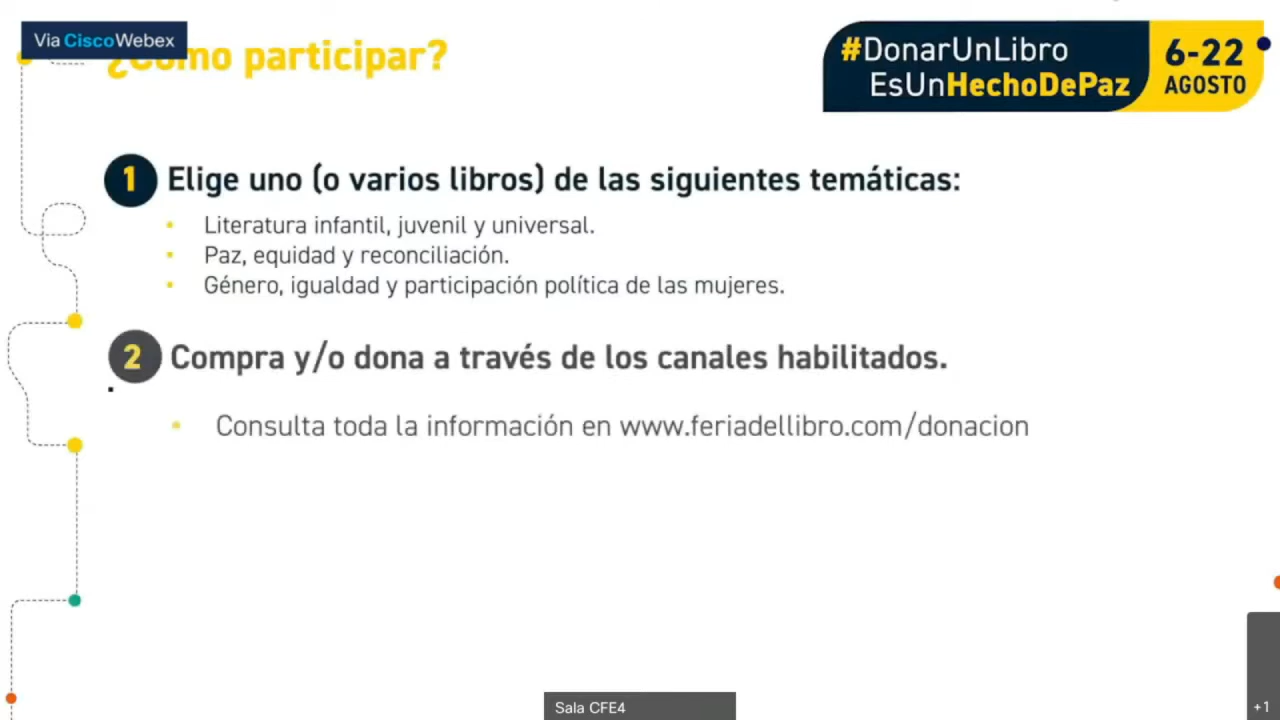 Via CiscoWebex
¿Cómo participar?
#DonarUnLibro
EsUnHechoDePaz
6-22
AGOSTO
1 Elige uno (o varios libros) de las siguientes temáticas:
Literatura infantil, juvenil y universal.
Paz, equidad y reconciliación.
Género, igualdad y participación política de las mujeres.
2 Compra y/o dona a través de los canales habilitados.
Consulta toda la información en www.feriadellibro.com/donacion
Sala CFE4
+1